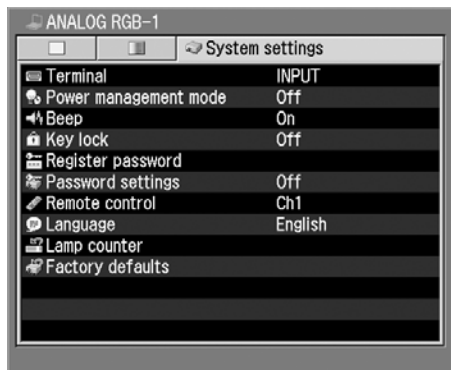 ANALOG RGB-1
System settings
Terminal INPUT
Power management mode Off
Beep On
Key lock Off
Register password
Password settings Off
Remote control Ch1
Language English
Lamp counter
Factory defaults